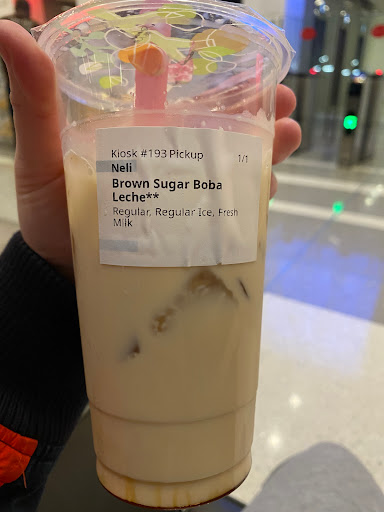 Kiosk #193 Pickup 1/1
Neli
Brown Sugar Boba
Leche**
Regular, Regular Ice, Fresh
Milk